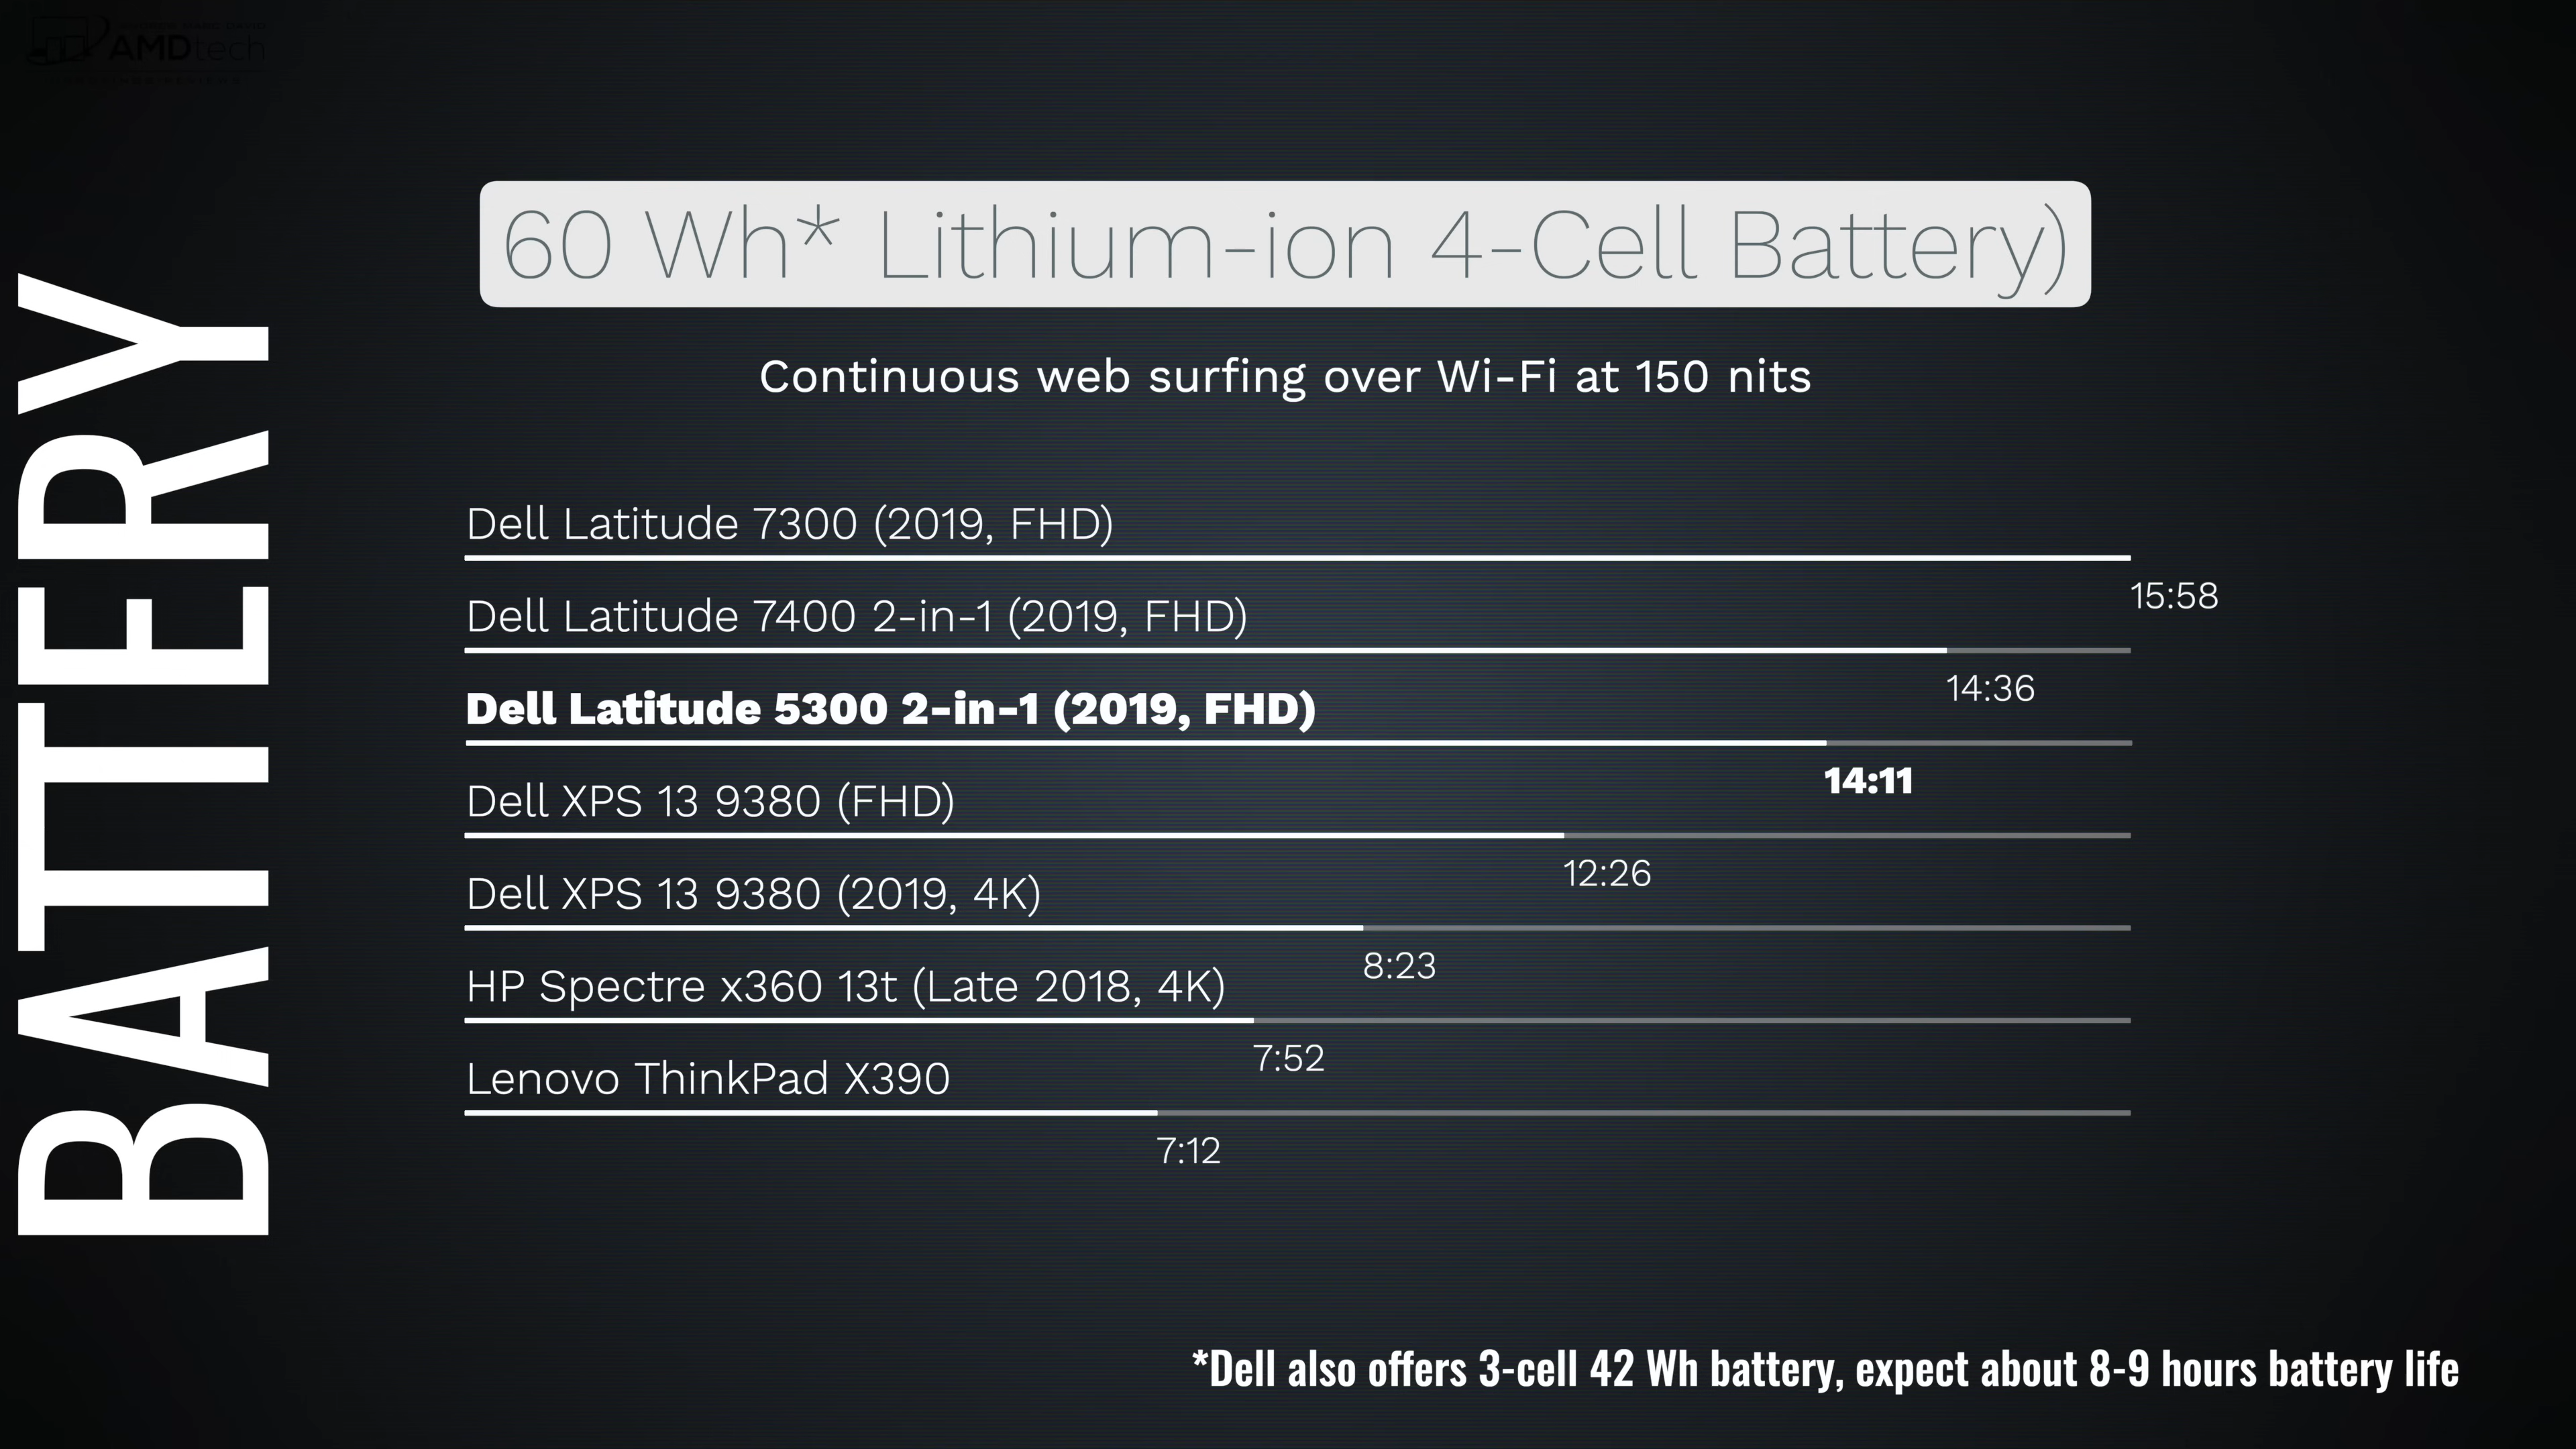 AMDtech
BATTERY
60 Wh* Lithium-ion 4-Cell Battery)
Continuous web surfing over Wi-Fi at 150 nits
Dell Latitude 7300 (2019, FHD)
15:58
Dell Latitude 7400 2-in-1 (2019, FHD)
14:36
Dell Latitude 5300 2-in-1 (2019, FHD)
14:11
Dell XPS 13 9380 (FHD)
12:26
Dell XPS 13 9380 (2019, 4K)
8:23
HP Spectre x360 13t (Late 2018, 4K)
7:52
Lenovo ThinkPad X390
7:12
*Dell also offers 3-cell 42 Wh battery, expect about 8-9 hours battery life